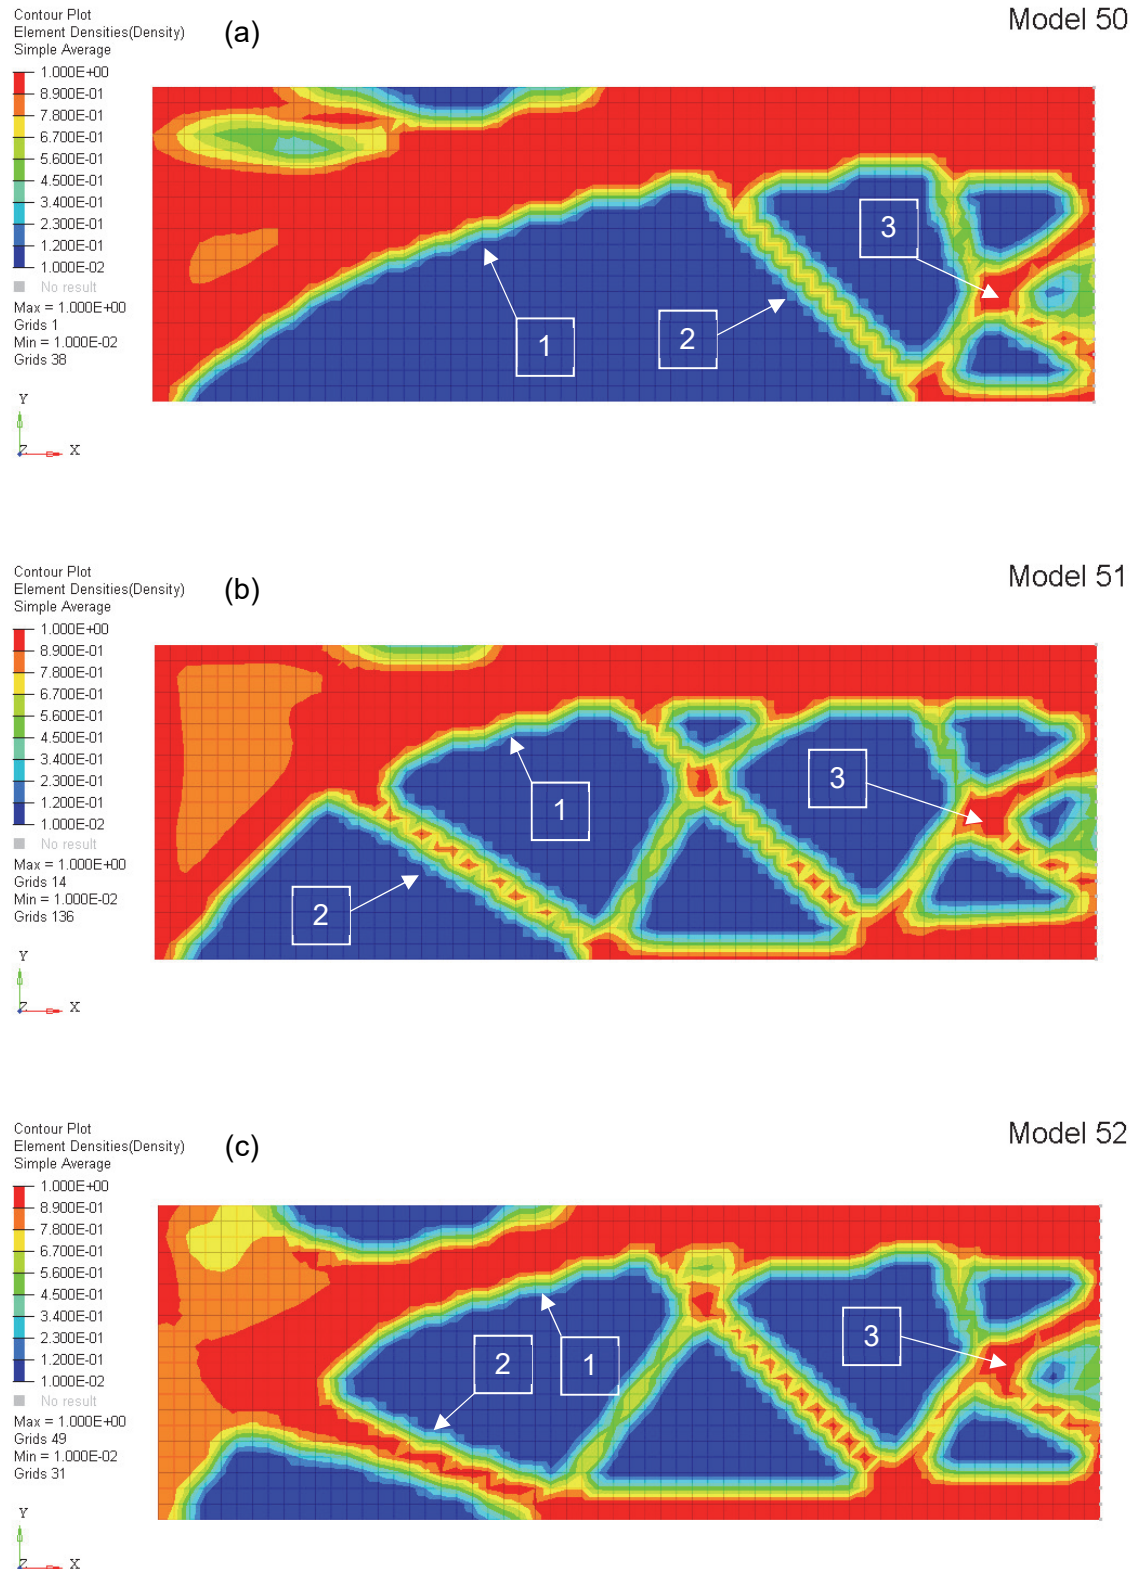 Contour Plot
Element Densities(Density)
Simple Average
(a)
Model 50
1.000E+00
8.900E-01
7.800E-01
6.700E-01
5.600E-01
4.500E-01
3.400E-01
2.300E-01
1.200E-01
1.000E-02
No result
Max = 1.000E+00
Grids 1
Min = 1.000E-02
Grids 38
1
2
3
Y
Z X
Contour Plot
Element Densities(Density)
Simple Average
(b)
Model 51
1.000E+00
8.900E-01
7.800E-01
6.700E-01
5.600E-01
4.500E-01
3.400E-01
2.300E-01
1.200E-01
1.000E-02
No result
Max = 1.000E+00
Grids 14
Min = 1.000E-02
Grids 136
1
2
3
Y
Z X
Contour Plot
Element Densities(Density)
Simple Average
(c)
Model 52
1.000E+00
8.900E-01
7.800E-01
6.700E-01
5.600E-01
4.500E-01
3.400E-01
2.300E-01
1.200E-01
1.000E-02
No result
Max = 1.000E+00
Grids 49
Min = 1.000E-02
Grids 31
2
1
3
Y
Z X